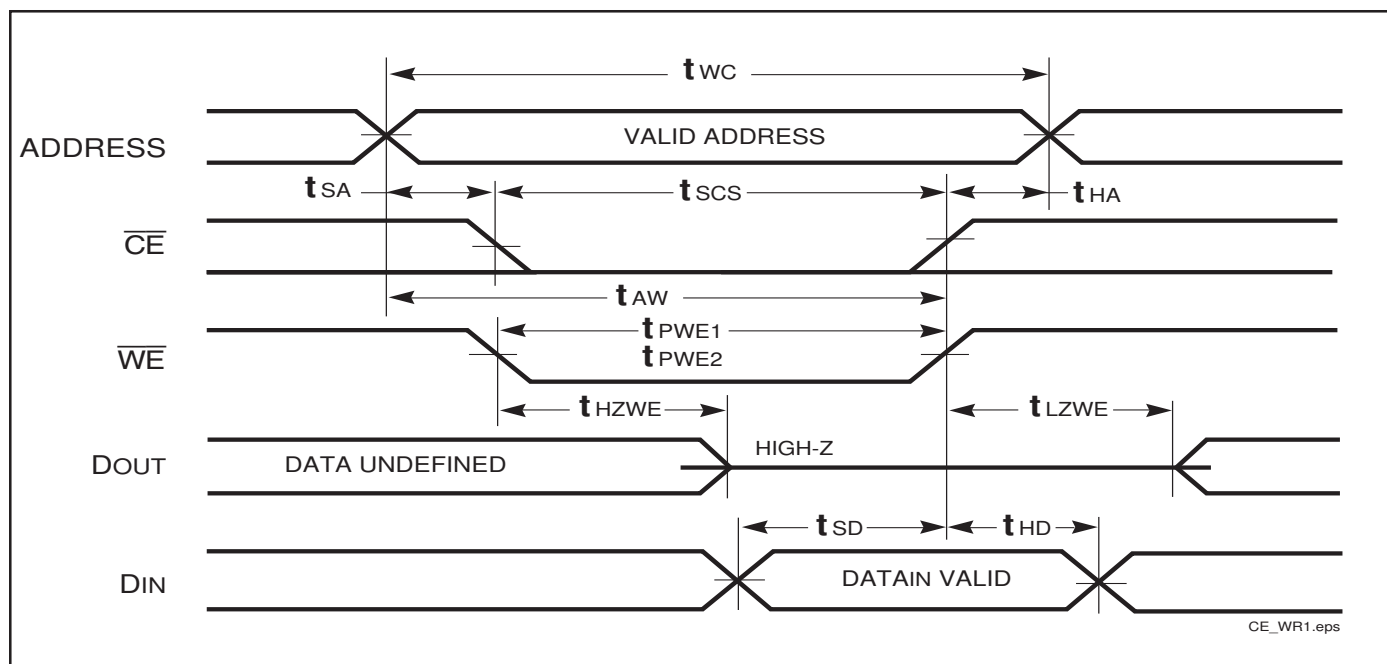 tWC
ADDRESS
VALID ADDRESS
tSA
tSCS
tHA
CE
tAW
tPWE1
WE
tPWE2
tHZWE
tLZWE
DOUT
DATA UNDEFINED
HIGH-Z
tSD
tHD
DIN
DATAIN VALID
CE_WR1.eps